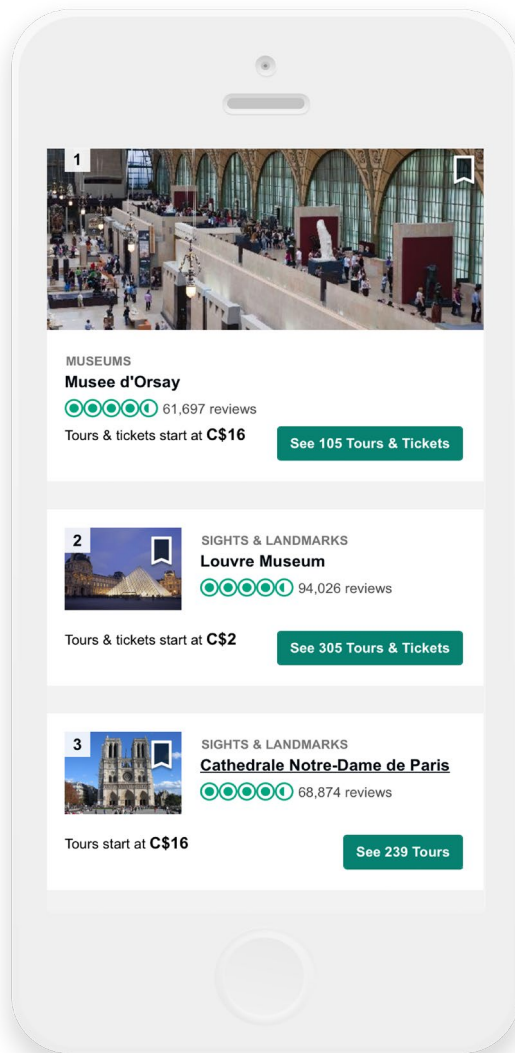 1
MUSEUMS
Musee d'Orsay
61,697 reviews
Tours & tickets start at C$16
See 105 Tours & Tickets
2
SIGHTS & LANDMARKS
Louvre Museum
94,026 reviews
Tours & tickets start at C$2
See 305 Tours & Tickets
3
SIGHTS & LANDMARKS
Cathedrale Notre-Dame de Paris
68,874 reviews
Tours start at C$16
See 239 Tours